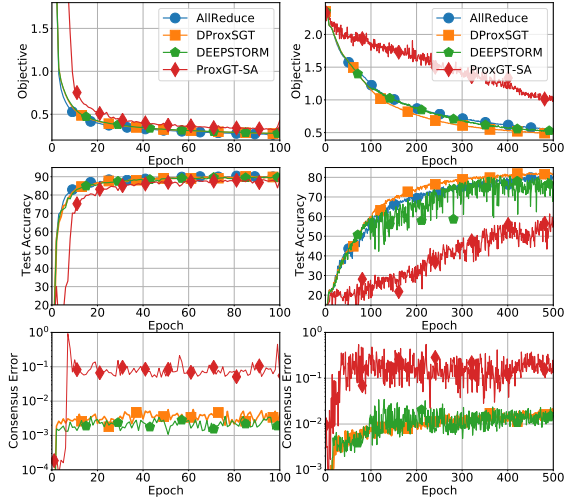 AllReduce
DProxSGT
DEEPSTORM
ProxGT-SA
Objective
1.5
1.0
0.5
0 20 40 60 80 100
Epoch
AllReduce
DProxSGT
DEEPSTORM
ProxGT-SA
Objective
2.5
2.0
1.5
1.0
0.5
0 100 200 300 400 500
Epoch
Test Accuracy
90
80
70
60
50
40
30
20
0 20 40 60 80 100
Epoch
Test Accuracy
80
70
60
50
40
30
20
0 100 200 300 400 500
Epoch
Consensus Error
10⁰
10⁻¹
10⁻²
10⁻³
10⁻⁴
0 20 40 60 80 100
Epoch
Consensus Error
10⁰
10⁻¹
10⁻²
10⁻³
0 100 200 300 400 500
Epoch